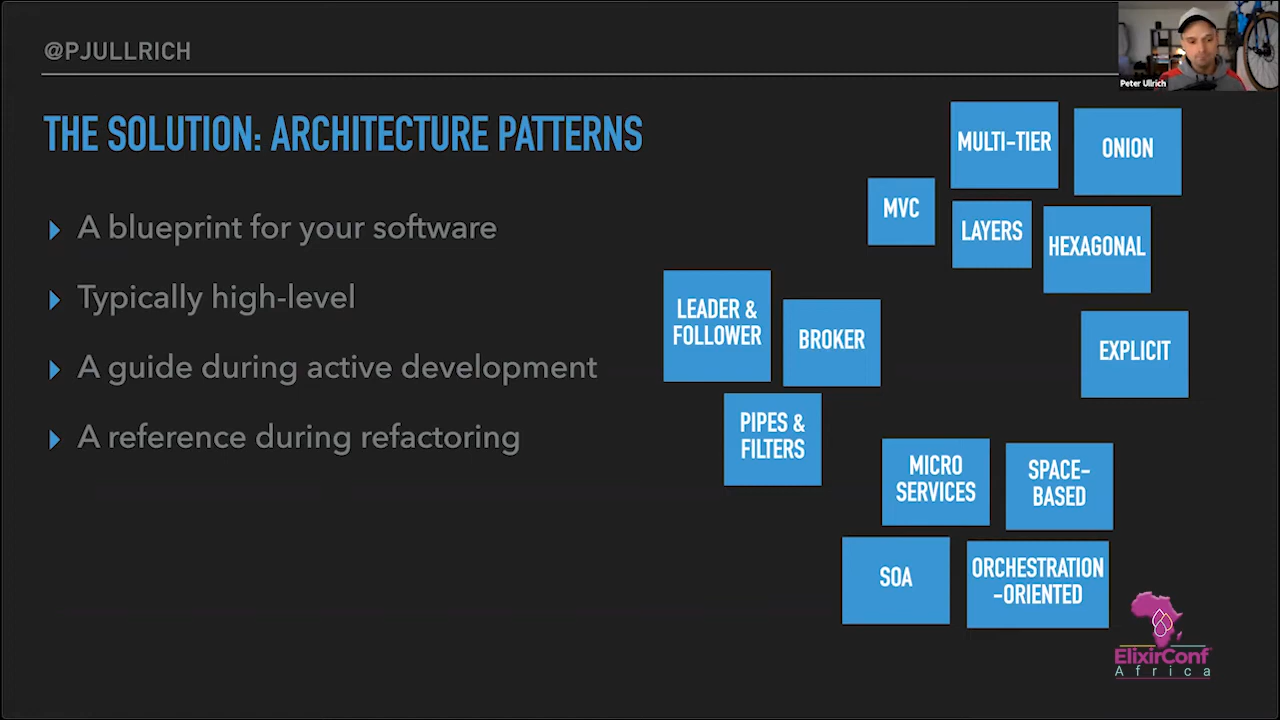 @PJULLRICH
Peter Ullrich
THE SOLUTION: ARCHITECTURE PATTERNS
A blueprint for your software
Typically high-level
A guide during active development
A reference during refactoring
MULTI-TIER
ONION
MVC
LAYERS
HEXAGONAL
LEADER &
FOLLOWER
BROKER
EXPLICIT
PIPES &
FILTERS
MICRO
SERVICES
SPACE-
BASED
SOA
ORCHESTRATION
-ORIENTED
ElixirConf
Africa